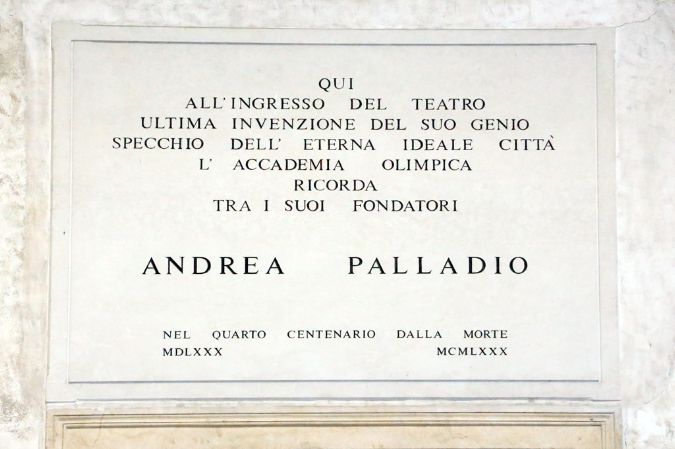 QUI
ALL'INGRESSO DEL TEATRO
ULTIMA INVENZIONE DEL SUO GENIO
SPECCHIO DELL' ETERNA IDEALE CITTÀ
L' ACCADEMIA OLIMPICA
RICORDA
TRA I SUOI FONDATORI
ANDREA PALLADIO
NEL QUARTO CENTENARIO DALLA MORTE
MDLXXX MCMLXXX